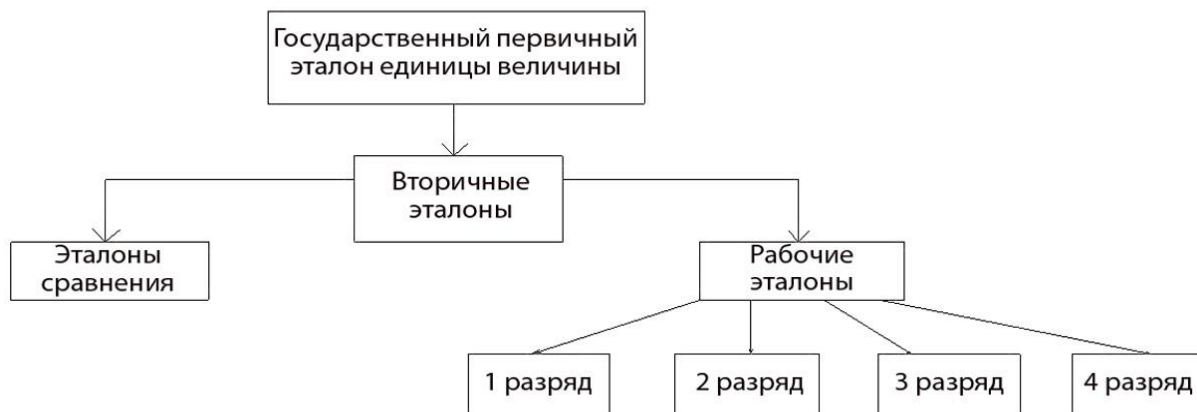 Государственный первичный
эталон единицы величины
Вторичные
эталоны
Эталоны
сравнения
Рабочие
эталоны
1 разряд
2 разряд
3 разряд
4 разряд